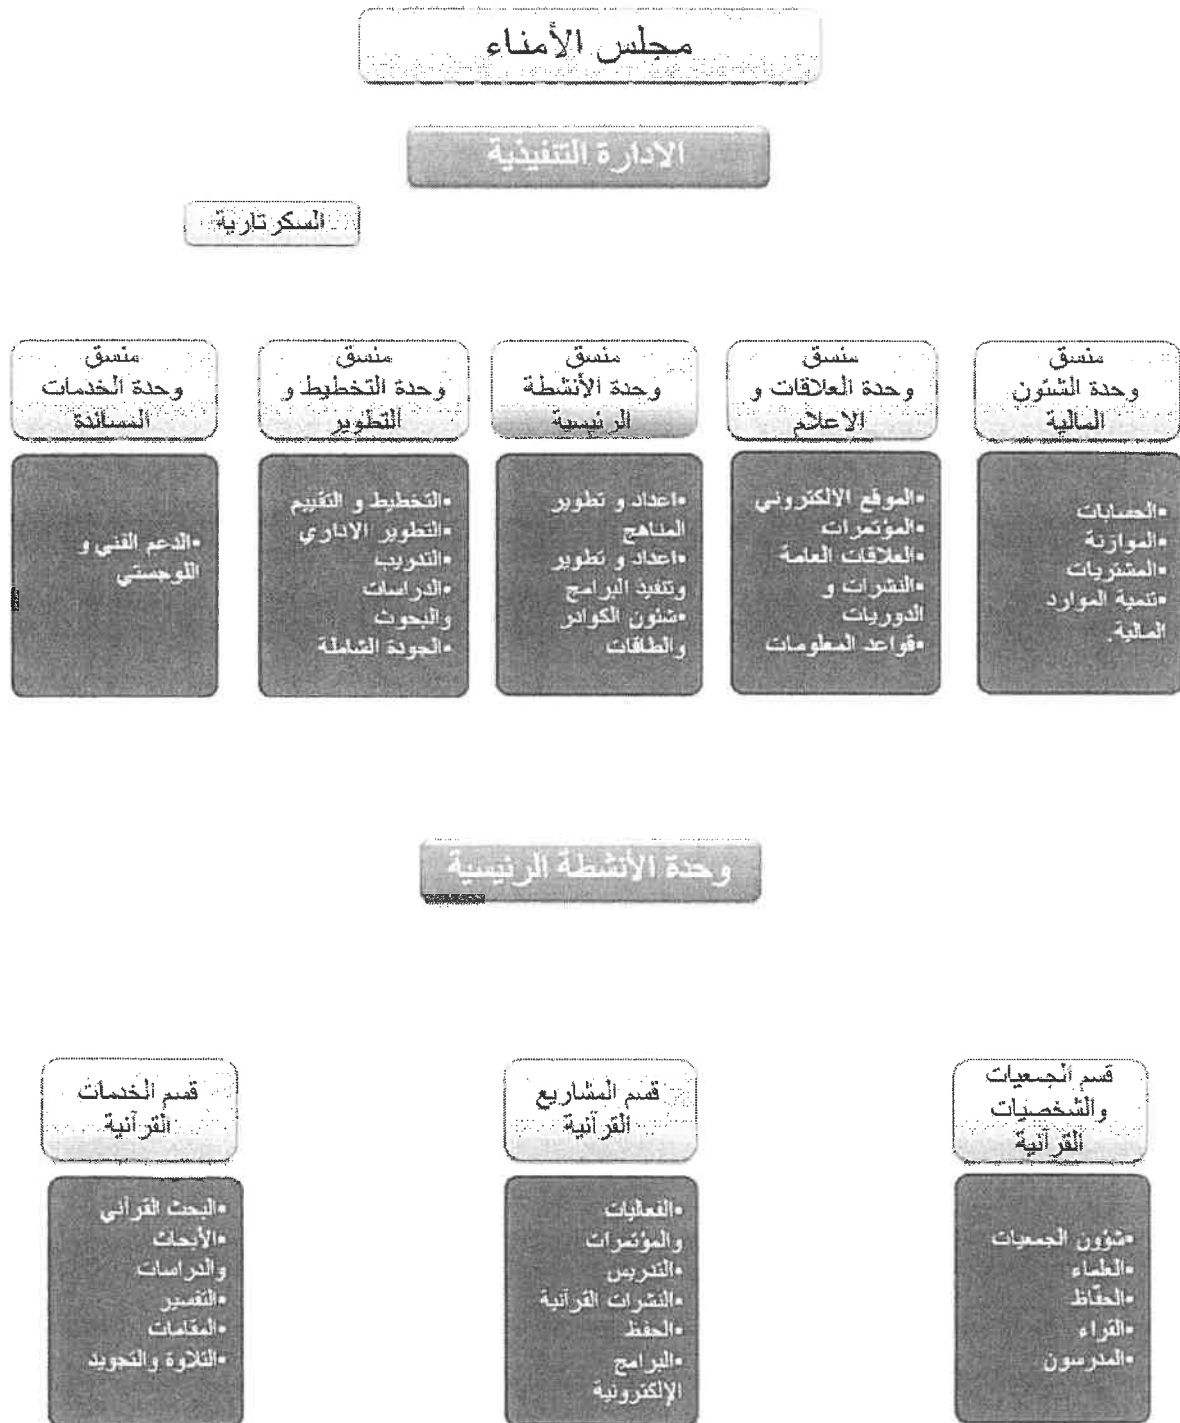 مجلس الأمناء
الادارة التنفيذية
السكرتارية
منسق
وحدة الشئون
المالية
▪الحسابات
▪الموازنة
▪المشتريات
▪تنمية الموارد
المالية.
منسق
وحدة العلاقات و
الاعلام
▪الموقع الالكتروني
▪المؤتمرات
▪العلاقات العامة
▪النشرات و
الدوريات
▪قواعد المعلومات
منسق
وحدة الأنشطة
الرئيسية
▪اعداد و تطوير
المناهج
▪اعداد و تطوير
وتنفيذ البرامج
▪شئون الكوادر
والطاقات
منسق
وحدة التخطيط و
التطوير
▪التخطيط و التقييم
▪التطوير الاداري
▪التدريب
▪الدراسات
والبحوث
▪الجودة الشاملة
منسق
وحدة الخدمات
المساندة
▪الدعم الفني و
اللوجستي
وحدة الأنشطة الرئيسية
قسم الجمعيات
والشخصيات
القرآنية
▪شؤون الجمعيات
▪العلماء
▪الحفّاظ
▪القراء
▪المدرسون
قسم المشاريع
القرآنية
▪الفعاليات
والمؤتمرات
▪التدريس
▪النشرات القرآنية
▪الحفظ
▪البرامج
الإلكترونية
قسم الخدمات
القرآنية
▪البحث القرآني
▪الأبحاث
والدراسات
▪التفسير
▪المقامات
▪التلاوة والتجويد